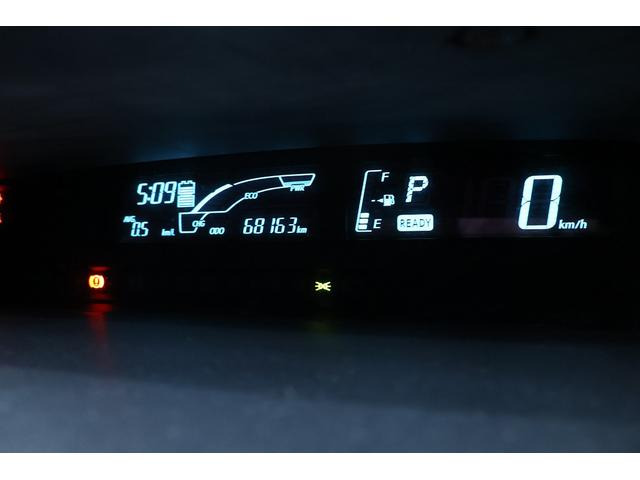 5:09
AVG
0.5 km/L
CHG
ECO
PWR
ODO 68163 km
F
E
P
READY
0 km/h